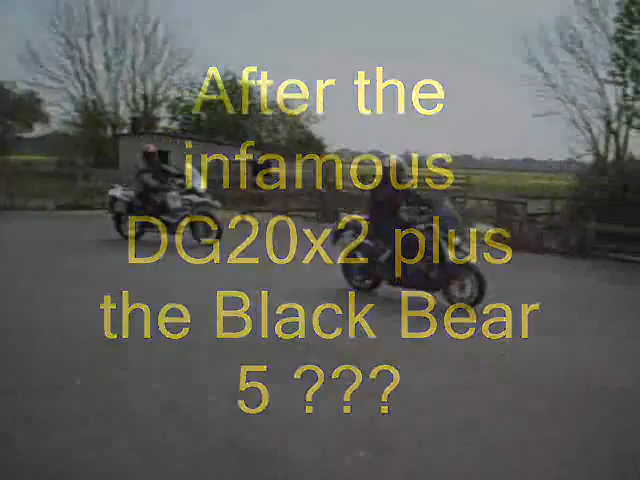 After the
infamous
DG20x2 plus
the Black Bear
5 ???